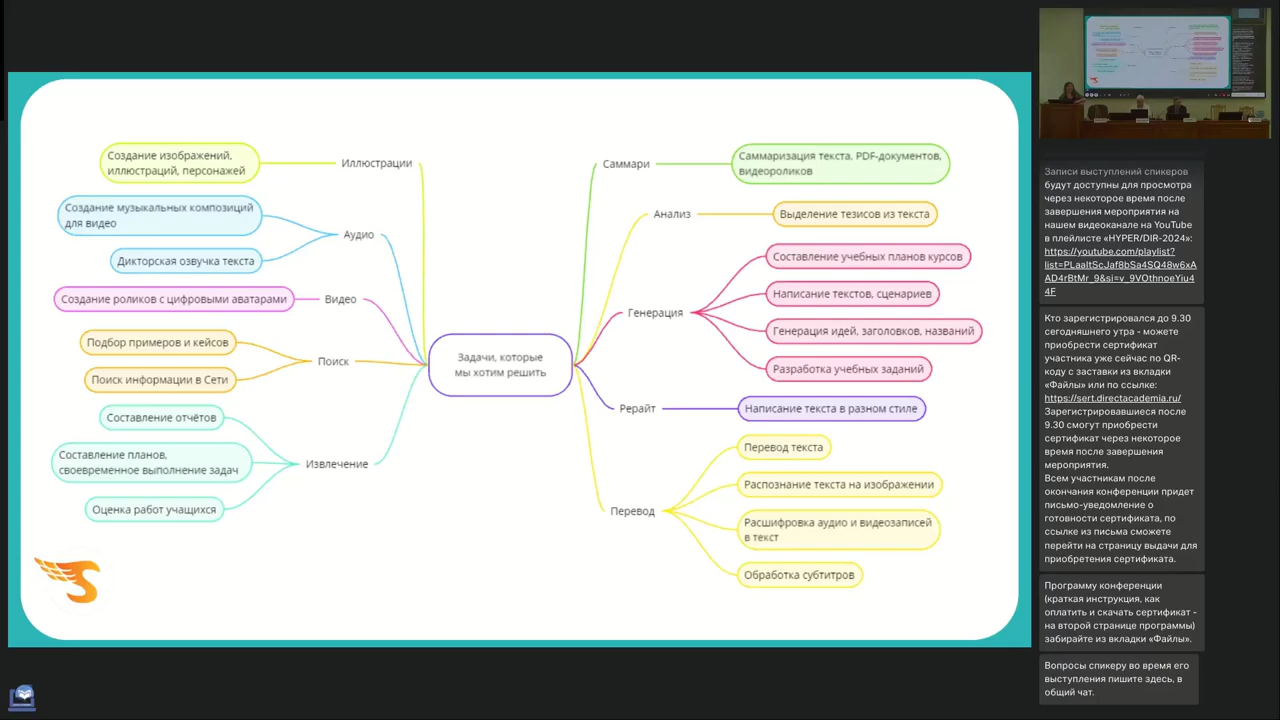 Создание изображений,
иллюстраций, персонажей
Иллюстрации
Создание музыкальных композиций
для видео
Аудио
Дикторская озвучка текста
Создание роликов с цифровыми аватарами
Видео
Подбор примеров и кейсов
Поиск
Поиск информации в Сети
Составление отчётов
Составление планов,
своевременное выполнение задач
Извлечение
Оценка работ учащихся
Задачи, которые
мы хотим решить
Саммари
Саммаризация текста, PDF-документов,
видеороликов
Анализ
Выделение тезисов из текста
Составление учебных планов курсов
Написание текстов, сценариев
Генерация
Генерация идей, заголовков, названий
Разработка учебных заданий
Рерайт
Написание текста в разном стиле
Перевод текста
Распознание текста на изображении
Перевод
Расшифровка аудио и видеозаписей
в текст
Обработка субтитров
Записи выступлений спикеров
будут доступны для просмотра
через некоторое время после
завершения мероприятия на
нашем видеоканале на YouTube
в плейлисте «HYPER/DIR-2024»:
https://youtube.com/playlist?
list=PLaaItScJaf8bSa4SQ48w6xA
AD4rBtMr_9&si=v_9VOthnoeYiu4
4F
Кто зарегистрировался до 9.30
сегодняшнего утра - можете
приобрести сертификат
участника уже сейчас по QR-
коду с заставки из вкладки
«Файлы» или по ссылке:
https://sert.directacademia.ru/
Зарегистрировавшиеся после
9.30 смогут приобрести
сертификат через некоторое
время после завершения
мероприятия.
Всем участникам после
окончания конференции придет
письмо-уведомление о
готовности сертификата, по
ссылке из письма сможете
перейти на страницу выдачи для
приобретения сертификата.
Программу конференции
(краткая инструкция, как
оплатить и скачать сертификат -
на второй странице программы)
забирайте из вкладки «Файлы».
Вопросы спикеру во время его
выступления пишите здесь, в
общий чат.